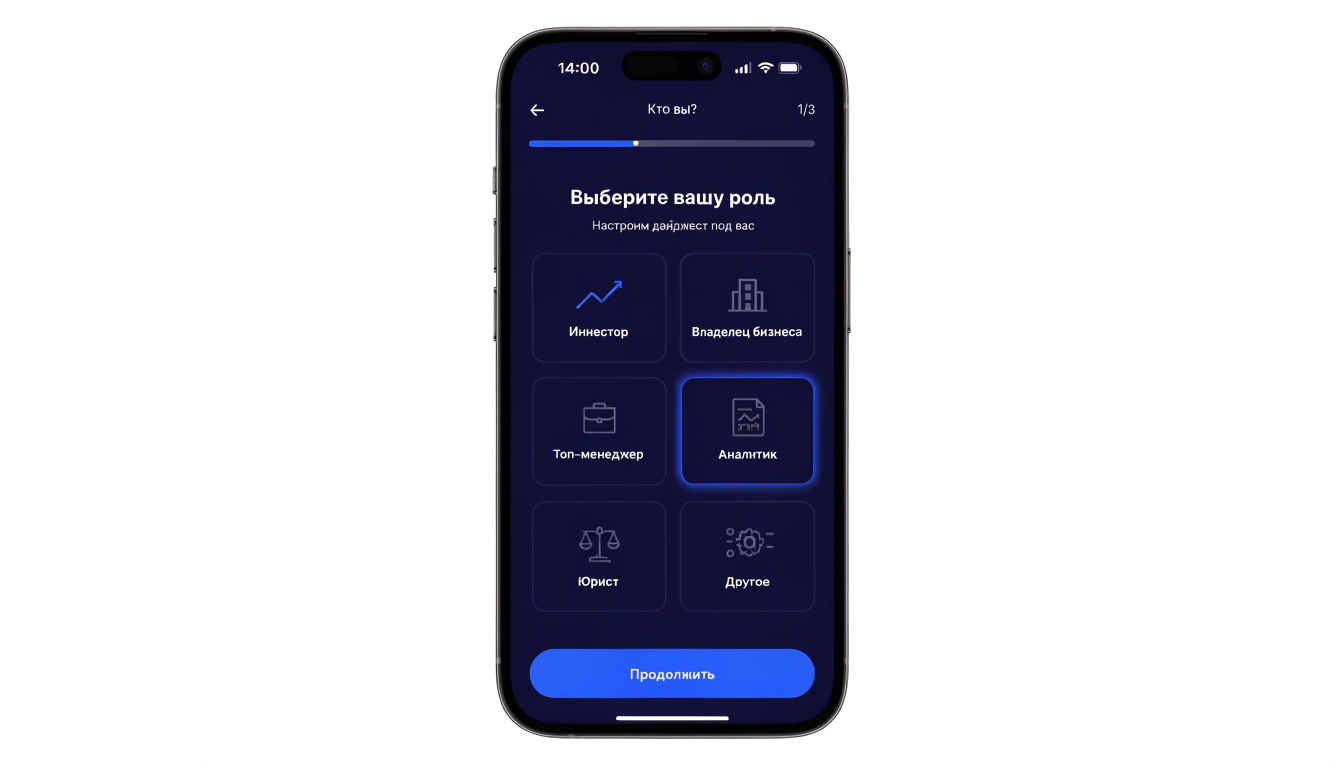 14:00
Кто вы?
1/3
Выберите вашу роль
Настроим дайджест под вас
Иннестор
Владелец бизнеса
Топ-менеджер
Аналитик
Юрист
Другое
Продолжить